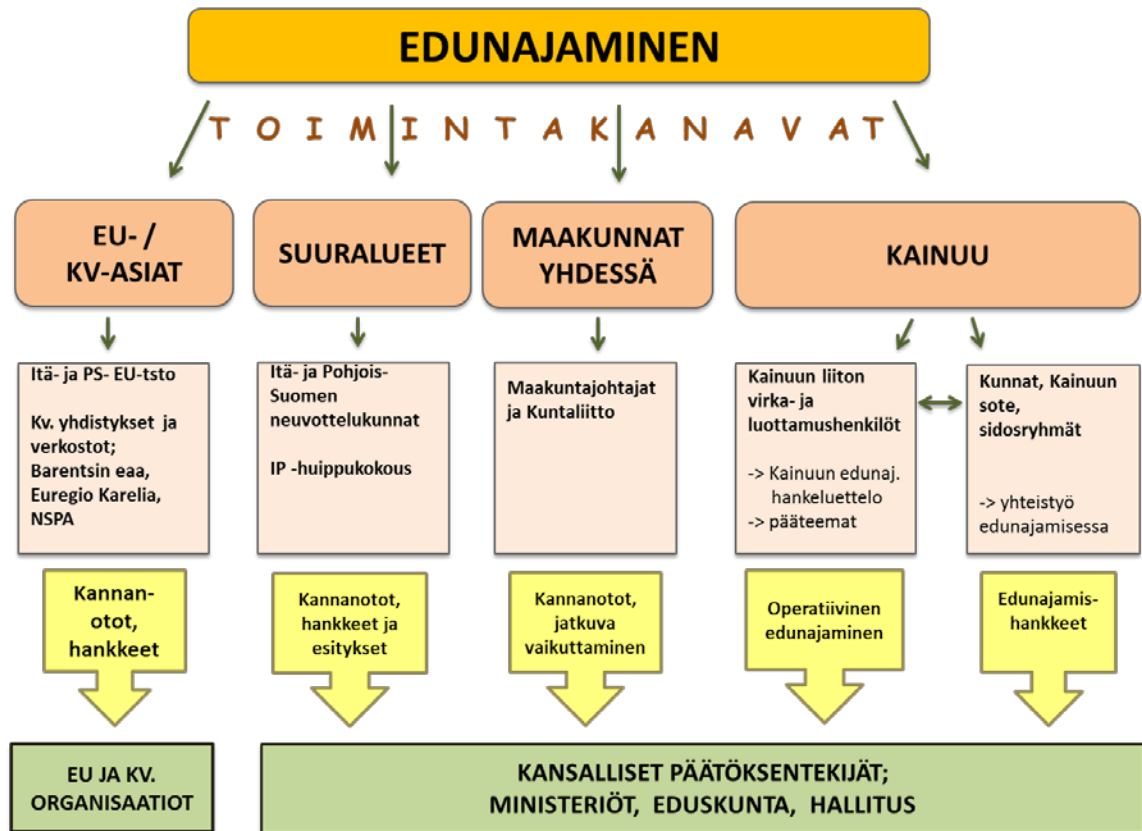 EDUNAJAMINEN
TOIMINTAKANAVAT
EU- /
KV-ASIAT
SUURALUEET
MAAKUNNAT
YHDESSÄ
KAINUU
Itä- ja PS- EU-tsto
Kv. yhdistykset ja
verkostot;
Barentsin eaa,
Euregio Karelia,
NSPA
Itä- ja Pohjois-
Suomen
neuvottelukunnat
IP -huippukokous
Maakuntajohtajat
ja Kuntaliitto
Kainuun liiton
virka- ja
luottamushenkilöt
-> Kainuun edunaj.
hankeluettelo
-> pääteemat
Kunnat, Kainuun
sote,
sidosryhmät
-> yhteistyö
edunajamisessa
Kannan-
otot,
hankkeet
Kannanotot,
hankkeet ja
esitykset
Kannanotot,
jatkuva
vaikuttaminen
Operatiivinen
edunajaminen
Edunajamis-
hankkeet
EU JA KV.
ORGANISAATIOT
KANSALLISET PÄÄTÖKSENTEKIJÄT;
MINISTERIÖT, EDUSKUNTA, HALLITUS